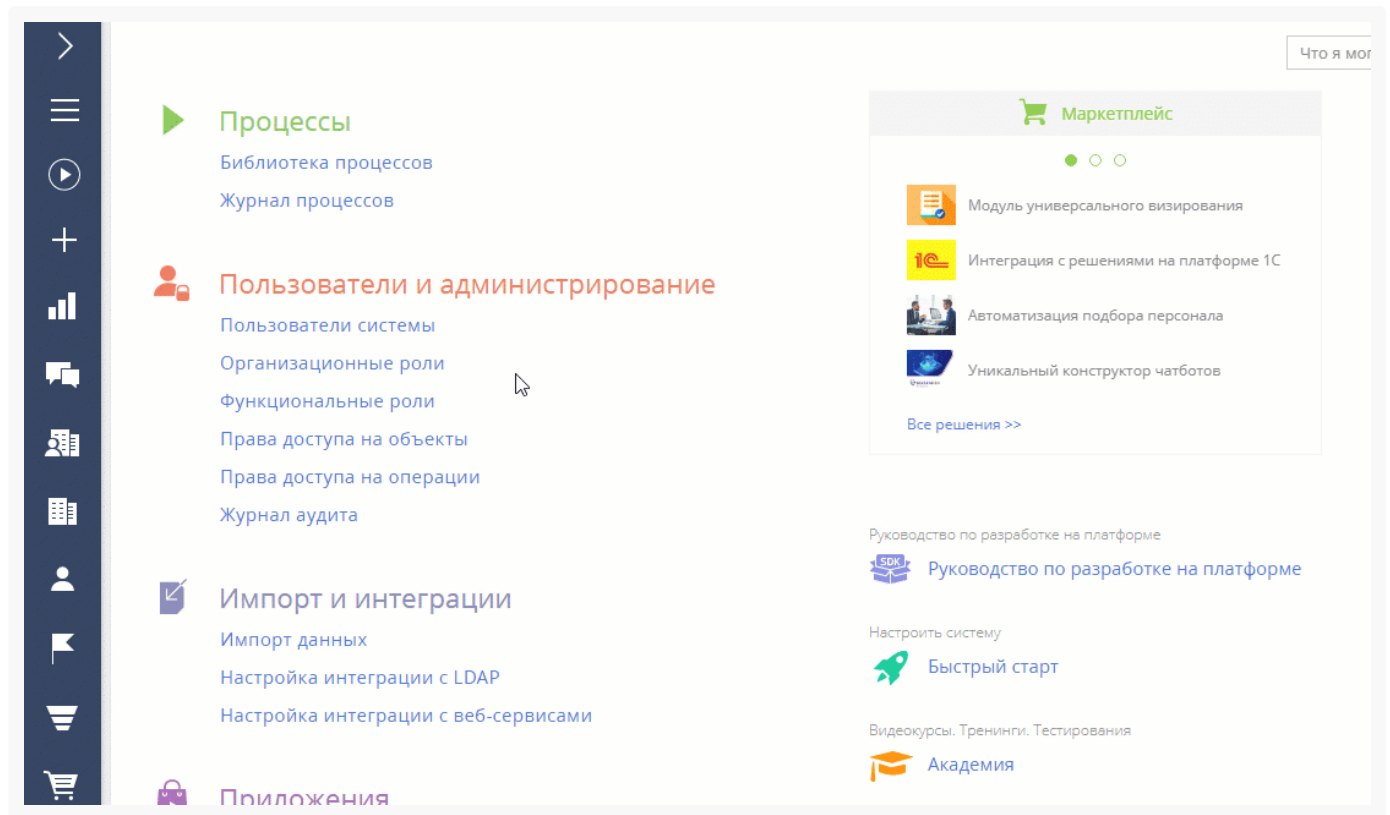 Что я мог
Процессы
Библиотека процессов
Журнал процессов
Пользователи и администрирование
Пользователи системы
Организационные роли
Функциональные роли
Права доступа на объекты
Права доступа на операции
Журнал аудита
Импорт и интеграции
Импорт данных
Настройка интеграции с LDAP
Настройка интеграции с веб-сервисами
Приложения
Маркетплейс
Модуль универсального визирования
1С
Интеграция с решениями на платформе 1С
Автоматизация подбора персонала
Уникальный конструктор чатботов
Все решения >>
Руководство по разработке на платформе
SDK
Руководство по разработке на платформе
Настроить систему
Быстрый старт
Видеокурсы. Тренинги. Тестирования
Академия